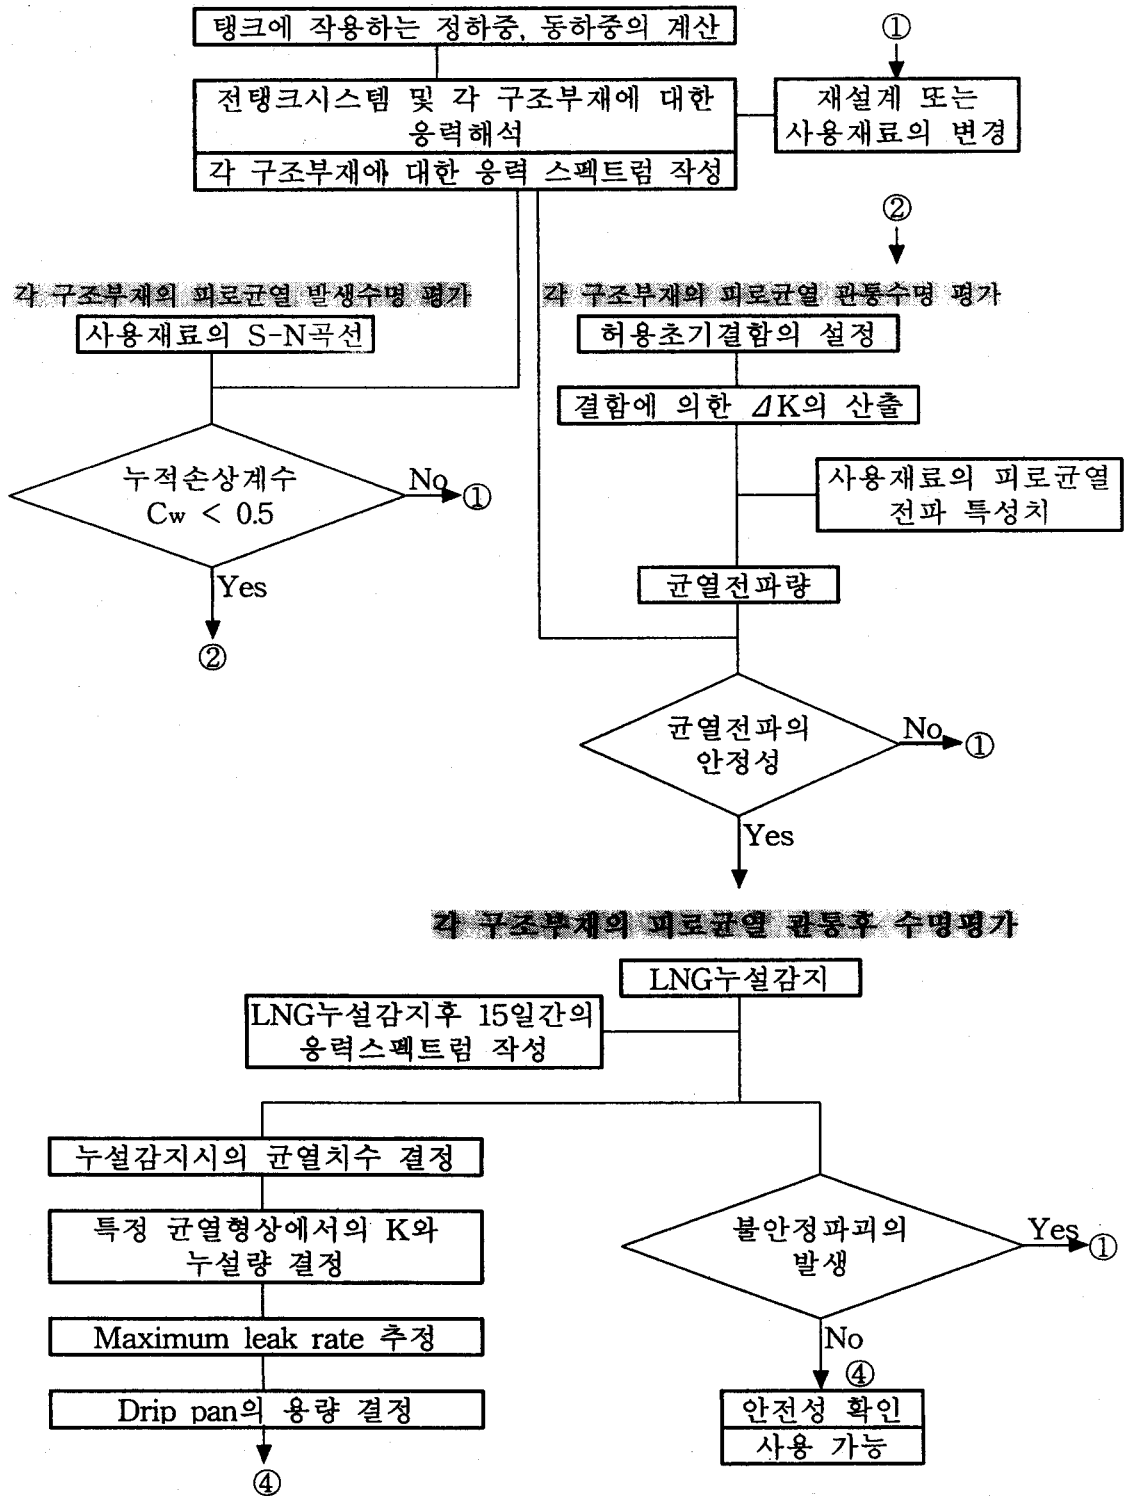 탱크에 작용하는 정하중, 동하중의 계산
①
전탱크시스템 및 각 구조부재에 대한
응력해석
각 구조부재에 대한 응력 스펙트럼 작성
재설계 또는
사용재료의 변경
②
각 구조부재의 피로균열 발생수명 평가
사용재료의 S-N곡선
누적손상계수
Cw < 0.5
No
①
Yes
②
각 구조부재의 피로균열 관통수명 평가
허용초기결함의 설정
결함에 의한 ΔK의 산출
사용재료의 피로균열
전파 특성치
균열전파량
균열전파의
안정성
No
①
Yes
각 구조부재의 피로균열 관통후 수명평가
LNG누설감지
LNG누설감지후 15일간의
응력스펙트럼 작성
누설감지시의 균열치수 결정
특정 균열형상에서의 K와
누설량 결정
Maximum leak rate 추정
Drip pan의 용량 결정
④
불안정파괴의
발생
Yes
①
No
④
안전성 확인
사용 가능